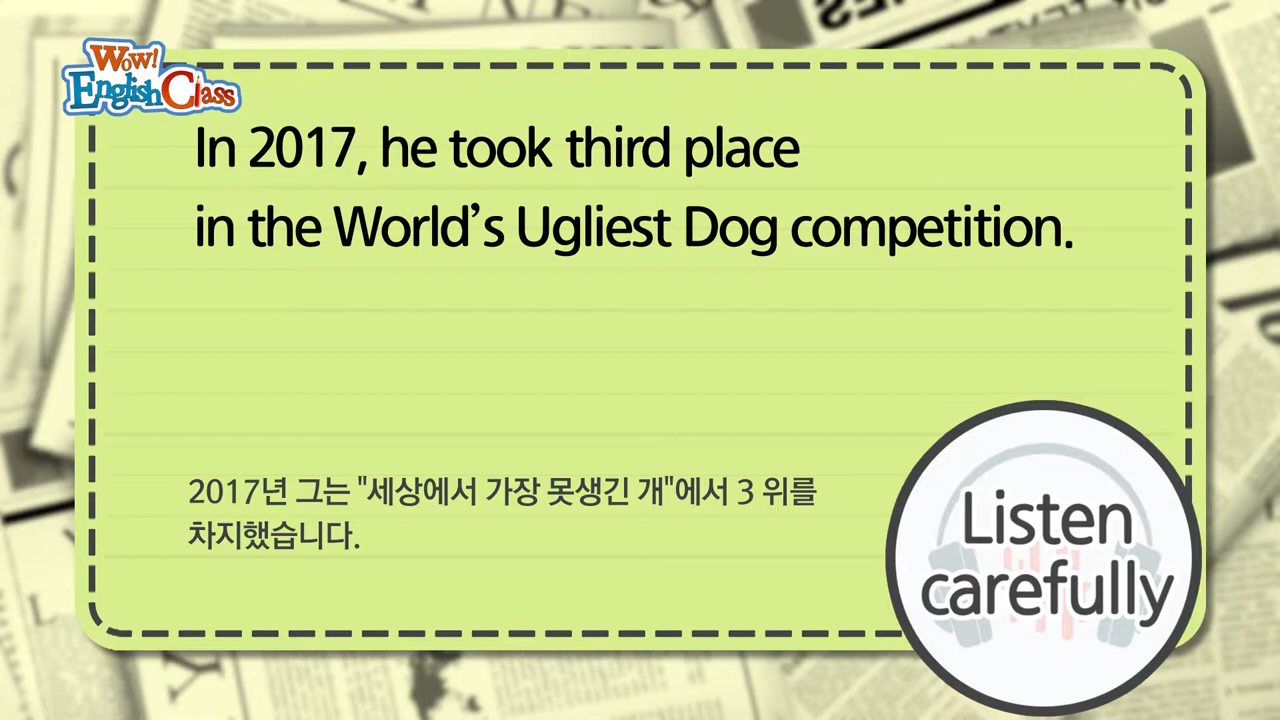 Wow!
English Class
In 2017, he took third place
in the World’s Ugliest Dog competition.
2017년 그는 "세상에서 가장 못생긴 개"에서 3 위를
차지했습니다.
Listen
carefully